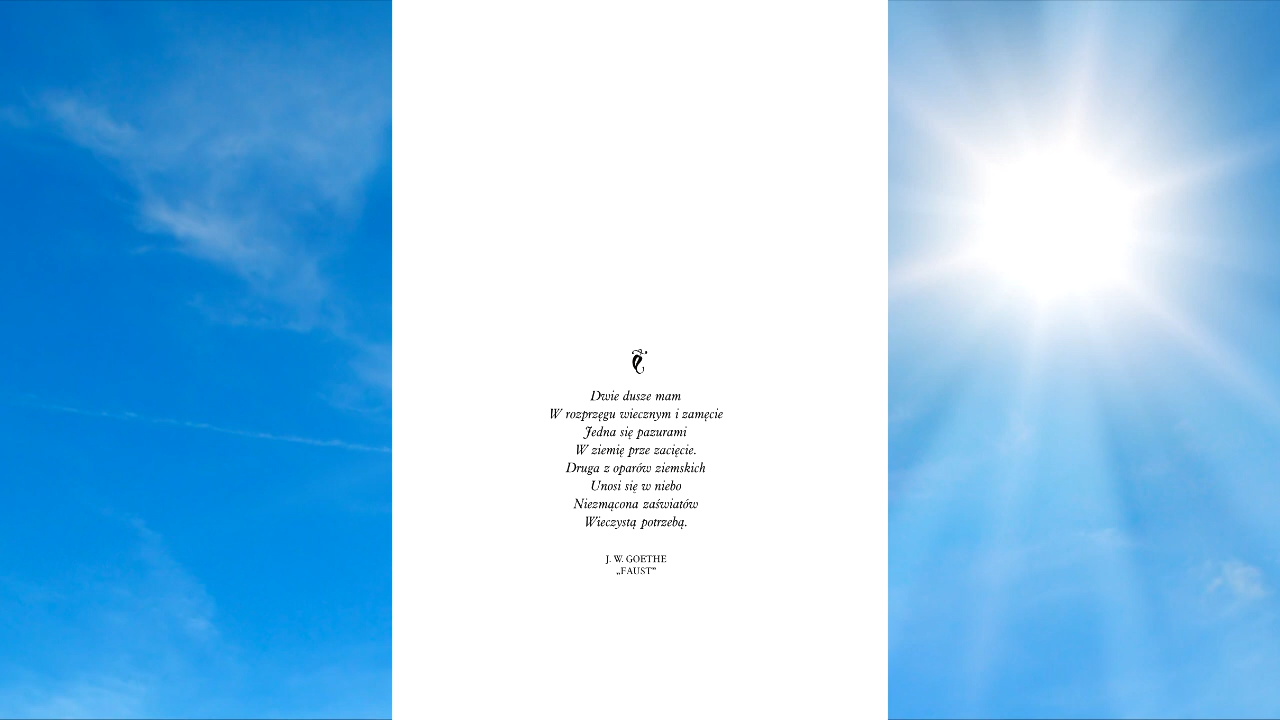 Dwie dusze mam
W rozprzęgu wiecznym i zamęcie
Jedna się pazurami
W ziemię prze zacięcie.
Druga z oparów ziemskich
Unosi się w niebo
Niezmącona zaświatów
Wieczystą potrzebą.
J. W. GOETHE
„FAUST”